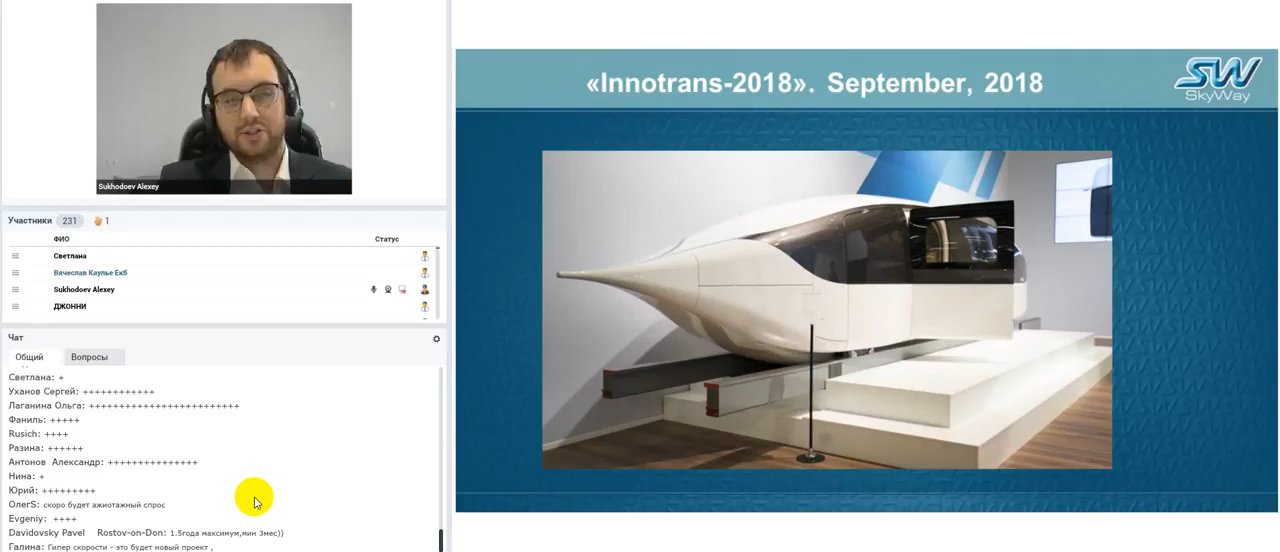 Sukhodoev Alexey
Участники 231 1
ФИО Статус
Светлана
Вячеслав Каулье Екб
Sukhodoev Alexey
ДЖОННИ
Чат
Общий Вопросы
Светлана: +
Уханов Сергей: ++++++++++++
Лаганина Ольга: +++++++++++++++++++++++++
Фаниль: +++++
Rusich: ++++
Разина: ++++++
Антонов Александр: +++++++++++++++
Нина: +
Юрий: +++++++++
ОлегS: скоро будет ажиотажный спрос
Evgeniy: ++++
Davidovsky Pavel Rostov-on-Don: 1.5года максимум,мин 3мес))
Галина: Гипер скорости - это будет новый проект ,
«Innotrans-2018». September, 2018
SW
SkyWay